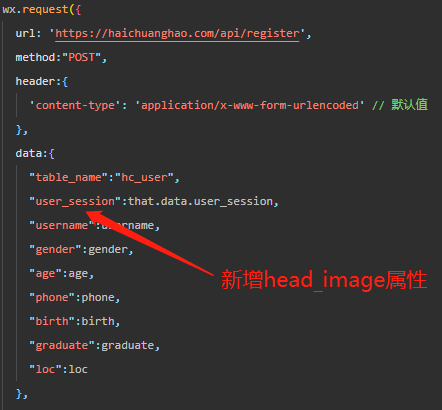 wx.request({
url: 'https://haichuanghao.com/api/register',
method:"POST",
header:{
'content-type': 'application/x-www-form-urlencoded' // 默认值
},
data:{
"table_name":"hc_user",
"user_session":that.data.user_session,
"username":username,
"gender":gender,
"age":age,
新增head_image属性
"phone":phone,
"birth":birth,
"graduate":graduate,
"loc":loc
},